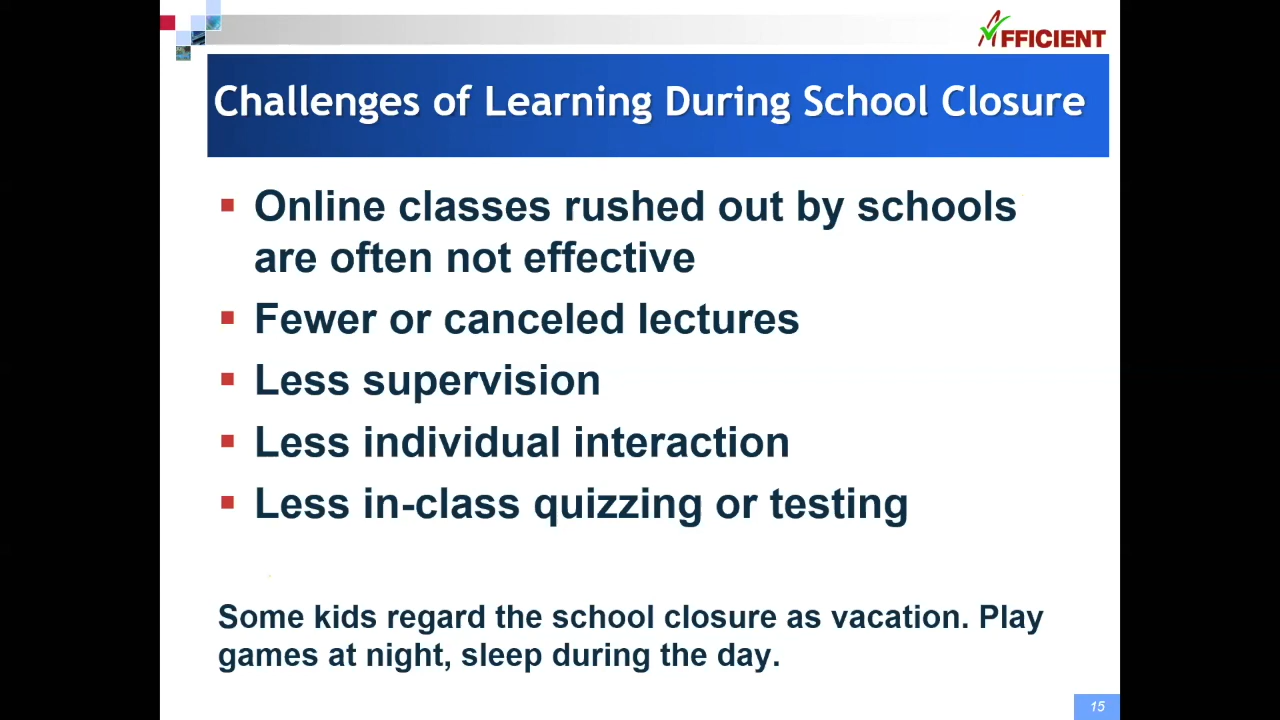 AFFICIENT
Challenges of Learning During School Closure
Online classes rushed out by schools
are often not effective
Fewer or canceled lectures
Less supervision
Less individual interaction
Less in-class quizzing or testing
Some kids regard the school closure as vacation. Play
games at night, sleep during the day.
15